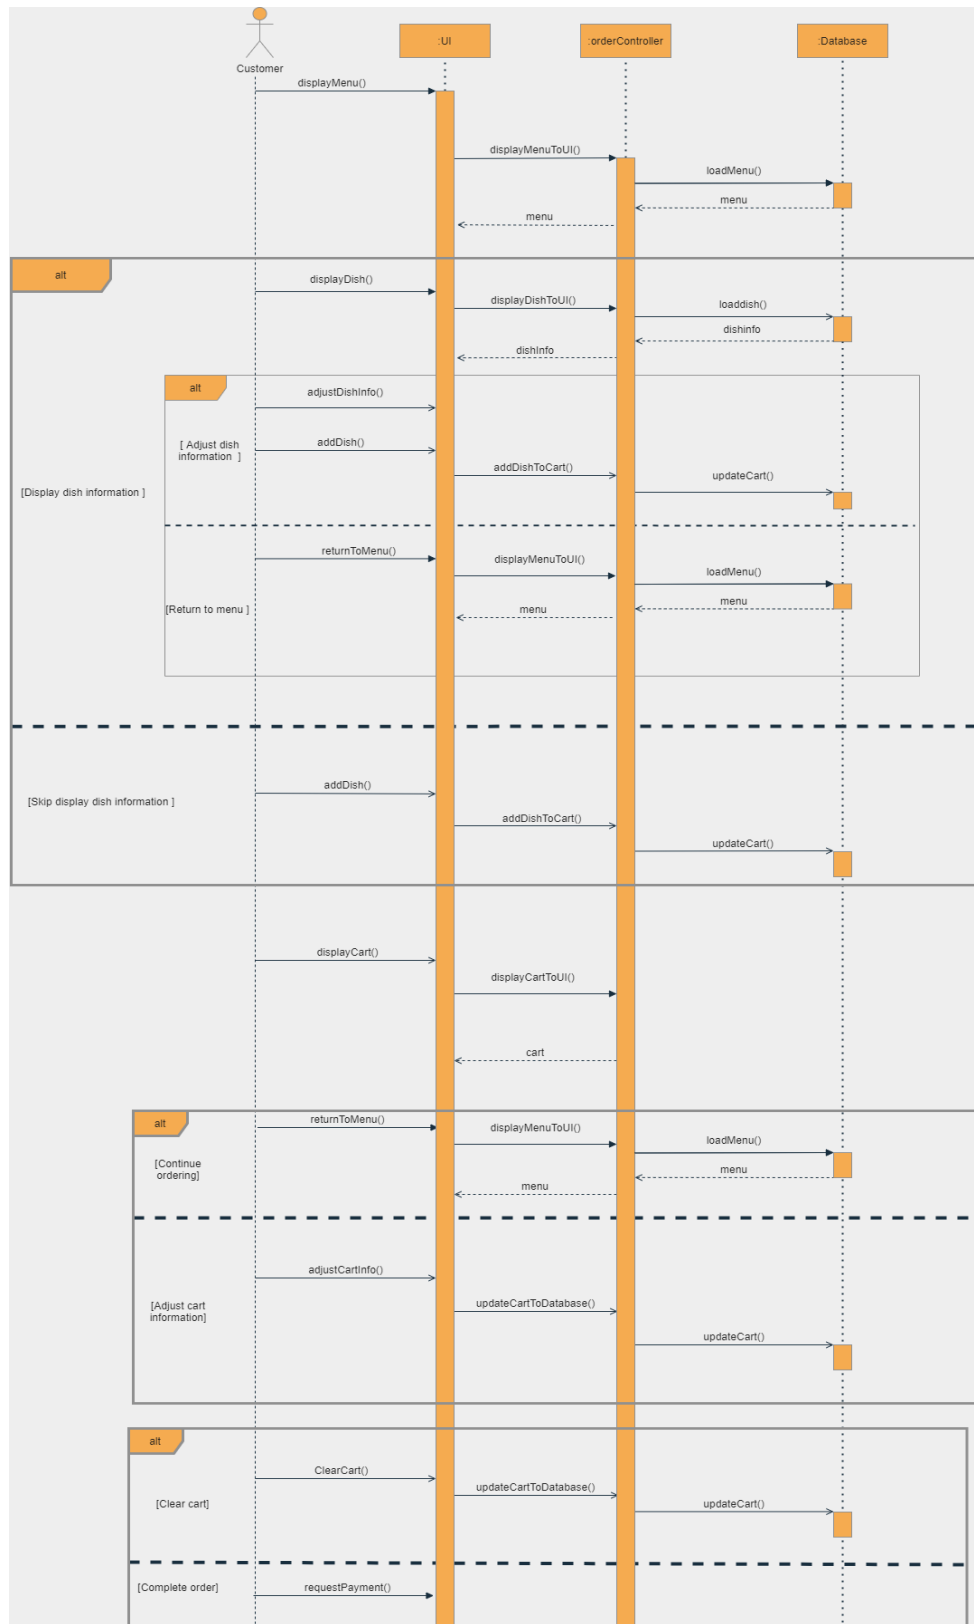 :UI
:orderController
:Database
Customer
displayMenu()
displayMenuToUI()
loadMenu()
menu
menu
alt
displayDish()
displayDishToUI()
loaddish()
dishinfo
dishInfo
alt
adjustDishInfo()
[ Adjust dish
information ]
addDish()
addDishToCart()
updateCart()
[Display dish information ]
returnToMenu()
displayMenuToUI()
loadMenu()
menu
menu
[Return to menu ]
addDish()
[Skip display dish information ]
addDishToCart()
updateCart()
displayCart()
displayCartToUI()
cart
alt
returnToMenu()
displayMenuToUI()
loadMenu()
[Continue
ordering]
menu
menu
adjustCartInfo()
[Adjust cart
information]
updateCartToDatabase()
updateCart()
alt
ClearCart()
updateCartToDatabase()
[Clear cart]
updateCart()
[Complete order]
requestPayment()